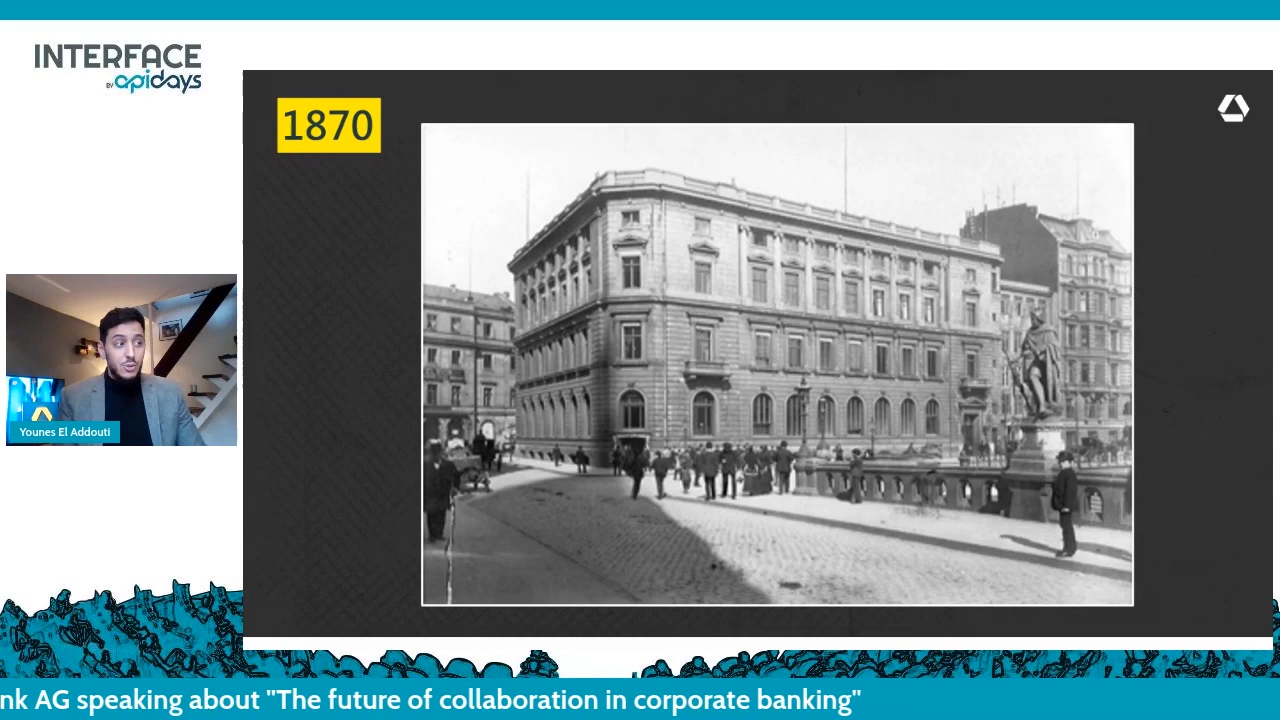 INTERFACE
BY apidays
1870
Younes El Addouti
nk AG speaking about "The future of collaboration in corporate banking"